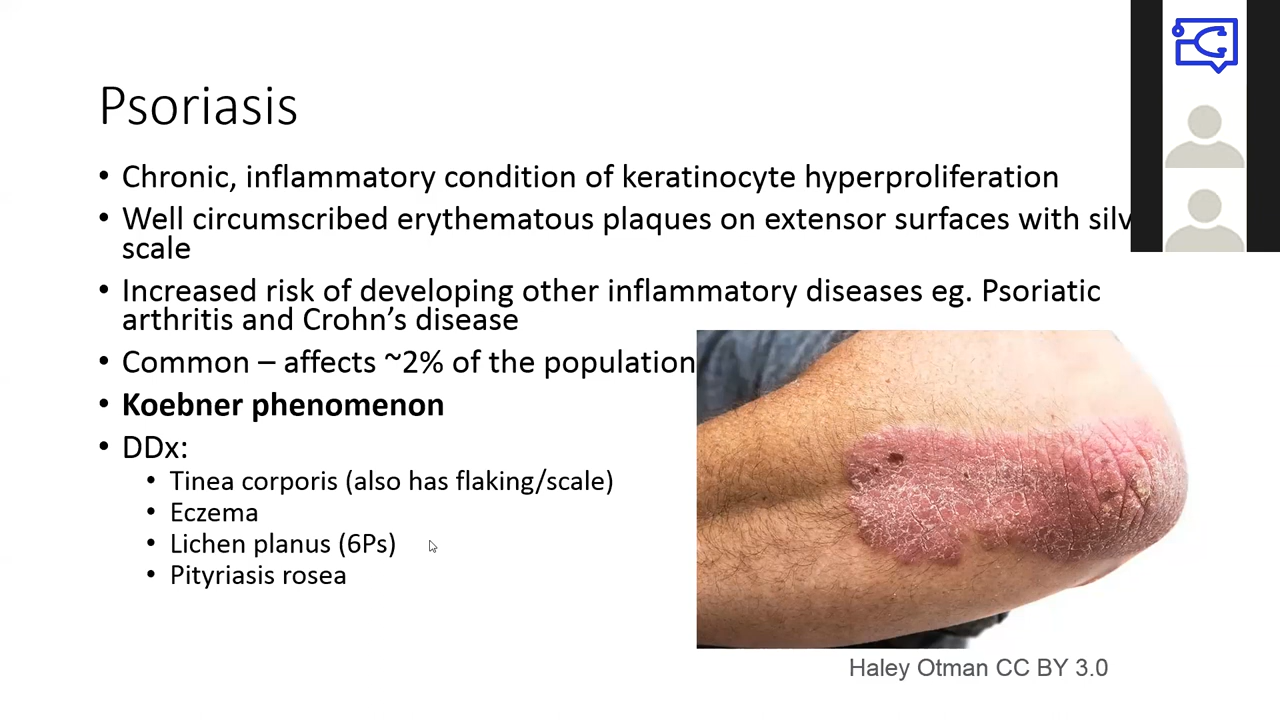 Psoriasis
• Chronic, inflammatory condition of keratinocyte hyperproliferation
• Well circumscribed erythematous plaques on extensor surfaces with silv
scale
• Increased risk of developing other inflammatory diseases eg. Psoriatic
arthritis and Crohn’s disease
• Common – affects ~2% of the population
• Koebner phenomenon
• DDx:
• Tinea corporis (also has flaking/scale)
• Eczema
• Lichen planus (6Ps)
• Pityriasis rosea
Haley Otman CC BY 3.0